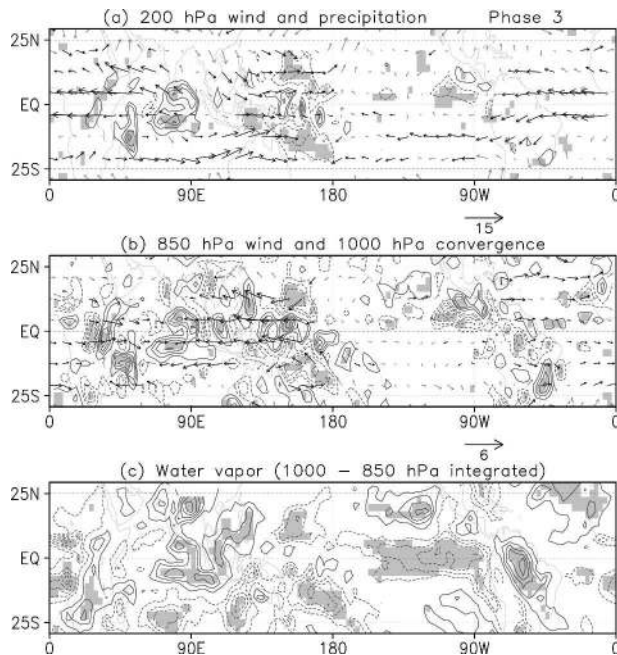 (a) 200 hPa wind and precipitation Phase 3
25N
EQ
25S
0 90E 180 90W 0
15
(b) 850 hPa wind and 1000 hPa convergence
25N
EQ
25S
0 90E 180 90W 0
6
(c) Water vapor (1000 – 850 hPa integrated)
25N
EQ
25S
0 90E 180 90W 0